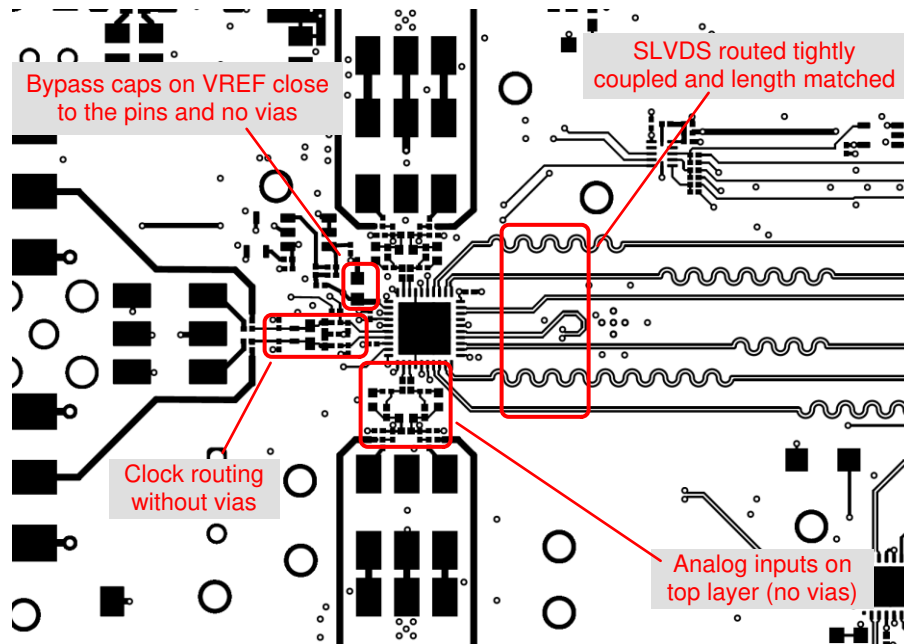 SLVDS routed tightly
coupled and length matched
Bypass caps on VREF close
to the pins and no vias
Clock routing
without vias
Analog inputs on
top layer (no vias)